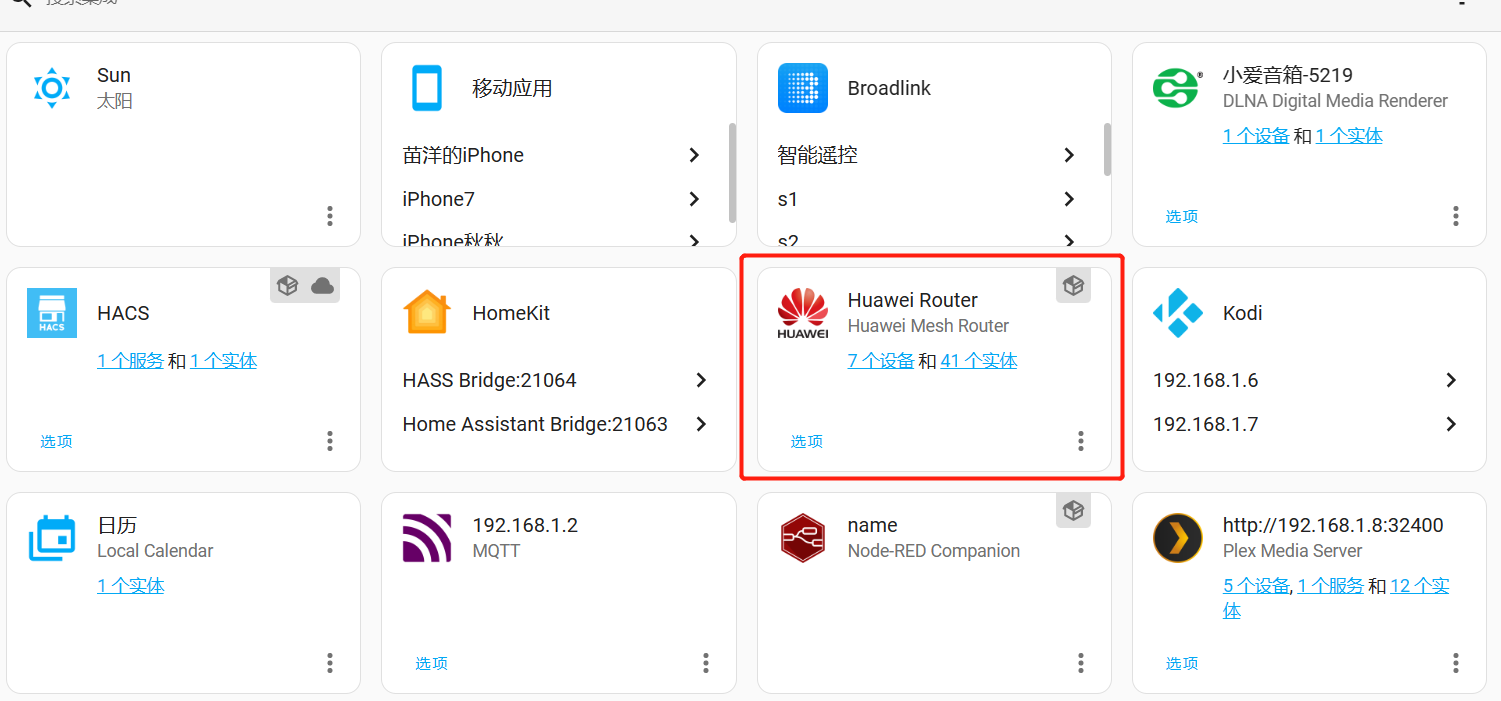 搜索集成
Sun
太阳
移动应用
苗洋的iPhone
iPhone7
iPhone秋秋
Broadlink
智能遥控
s1
s2
小爱音箱-5219
DLNA Digital Media Renderer
1 个设备 和 1 个实体
选项
HACS
HACS
1 个服务 和 1 个实体
选项
HomeKit
HASS Bridge:21064
Home Assistant Bridge:21063
HUAWEI
Huawei Router
Huawei Mesh Router
7 个设备 和 41 个实体
选项
Kodi
192.168.1.6
192.168.1.7
日历
Local Calendar
1 个实体
192.168.1.2
MQTT
选项
name
Node-RED Companion
http://192.168.1.8:32400
Plex Media Server
5 个设备, 1 个服务 和 12 个实
体
选项